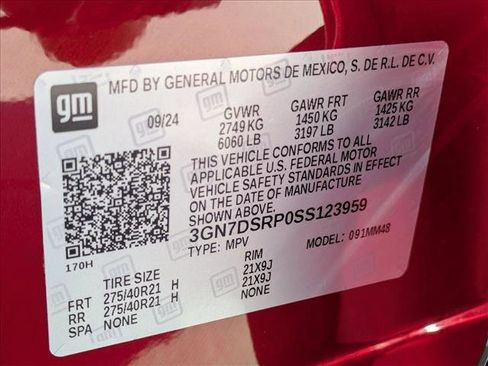 MFD BY GENERAL MOTORS DE MEXICO, S. DE R.L. DE C.V.
gm
09/24 GVWR GAWR FRT GAWR RR
2749 KG 1450 KG 1425 KG
6060 LB 3197 LB 3142 LB
THIS VEHICLE CONFORMS TO ALL
APPLICABLE U.S. FEDERAL MOTOR
VEHICLE SAFETY STANDARDS IN EFFECT
ON THE DATE OF MANUFACTURE
SHOWN ABOVE.
3GN7DSRP0SS123959
TYPE: MPV MODEL: 091MM48
170H
TIRE SIZE RIM
FRT 275/40R21 H 21X9J
RR 275/40R21 H 21X9J
SPA NONE NONE